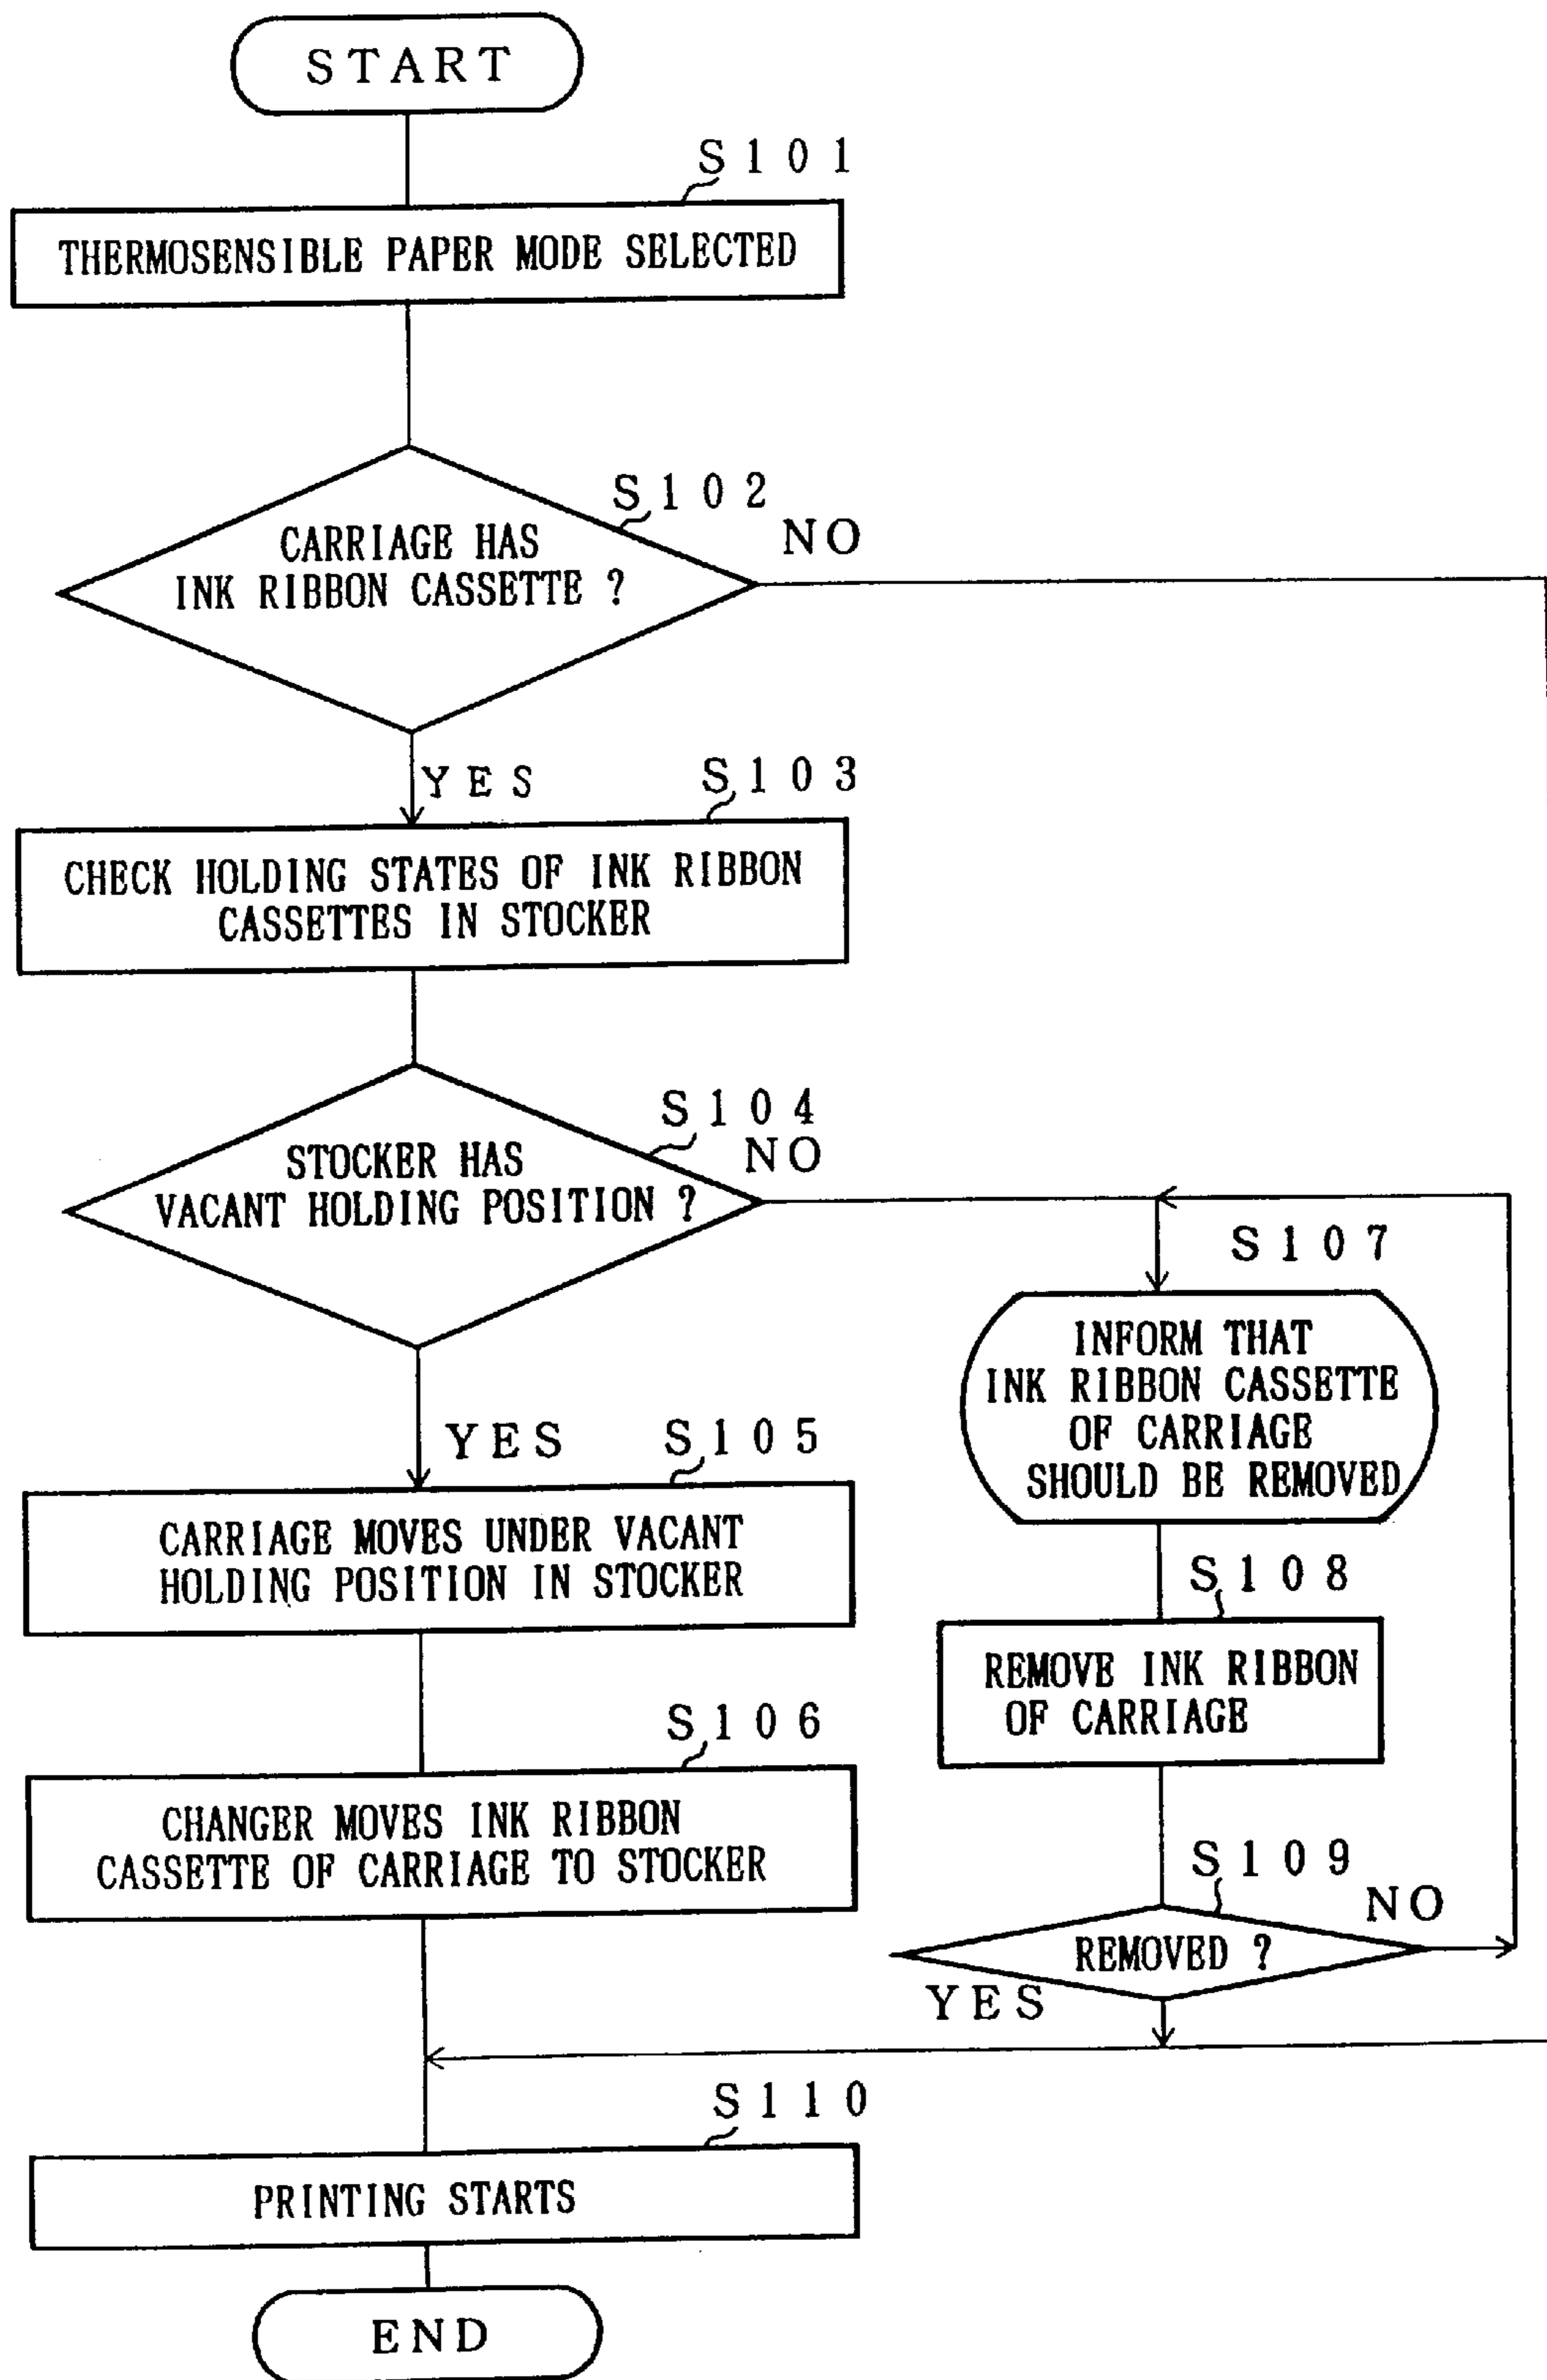 START
S101
THERMOSENSIBLE PAPER MODE SELECTED
S102
CARRIAGE HAS
INK RIBBON CASSETTE ?
NO
YES
S103
CHECK HOLDING STATES OF INK RIBBON
CASSETTES IN STOCKER
S104
STOCKER HAS
VACANT HOLDING POSITION ?
NO
YES
S105
CARRIAGE MOVES UNDER VACANT
HOLDING POSITION IN STOCKER
S106
CHANGER MOVES INK RIBBON
CASSETTE OF CARRIAGE TO STOCKER
S107
INFORM THAT
INK RIBBON CASSETTE
OF CARRIAGE
SHOULD BE REMOVED
S108
REMOVE INK RIBBON
OF CARRIAGE
S109
REMOVED ?
NO
YES
S110
PRINTING STARTS
END